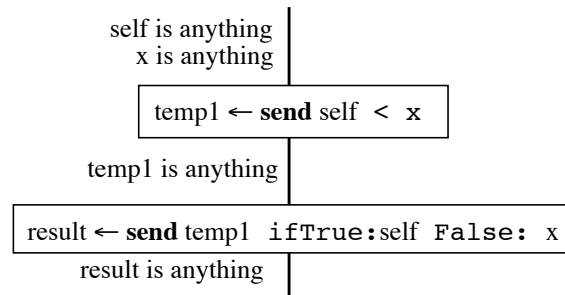 self is anything
x is anything
temp1 ← send self < x
temp1 is anything
result ← send temp1 ifTrue:self False: x
result is anything